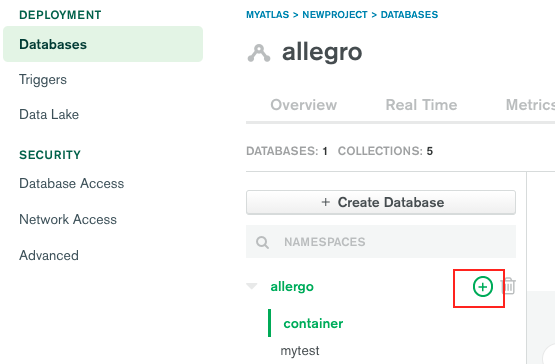 DEPLOYMENT
Databases
Triggers
Data Lake
SECURITY
Database Access
Network Access
Advanced
MYATLAS > NEWPROJECT > DATABASES
allegro
Overview Real Time Metrics
DATABASES: 1 COLLECTIONS: 5
+ Create Database
NAMESPACES
allergo
container
mytest